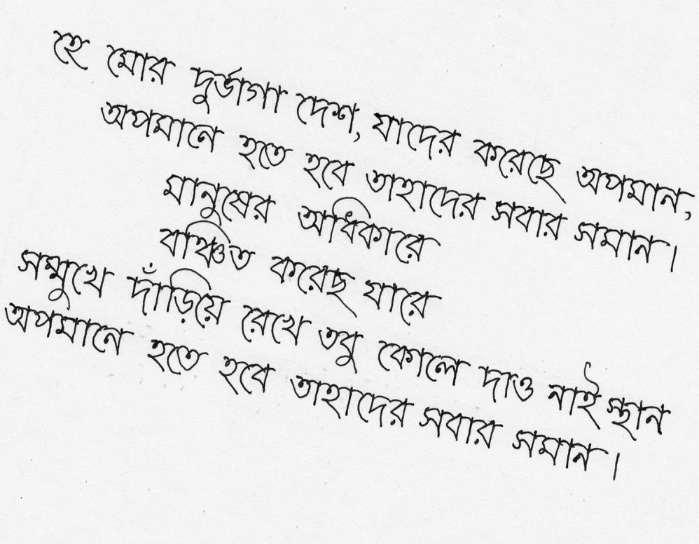 হে মোর দুর্ভাগা দেশ, যাদের করেছে অপমান,
অপমানে হতে হবে তাহাদের সবার সমান।
মানুষের অধিকারে
বঞ্চিত করেছ যারে
সম্মুখে দাঁড়িয়ে রেখে তবু কোলে দাও নাই স্থান
অপমানে হতে হবে তাহাদের সবার সমান।